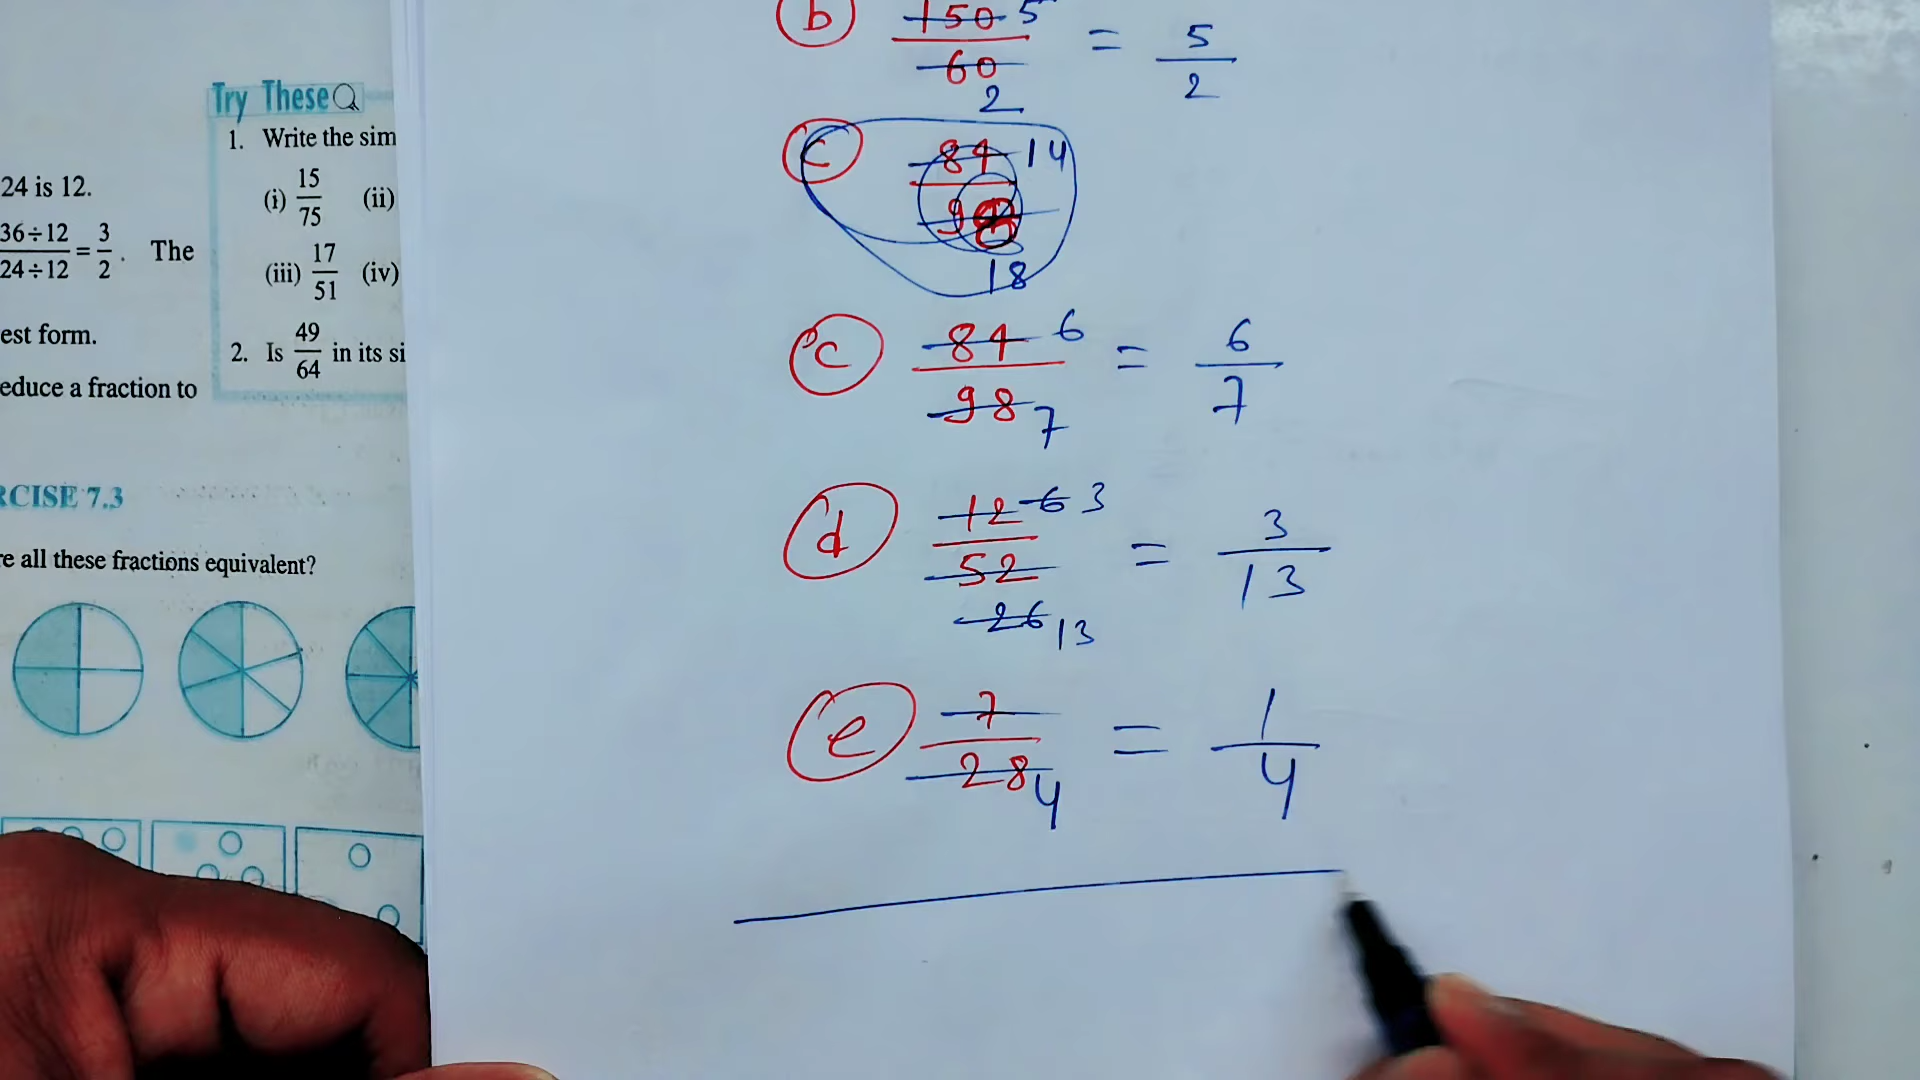 Try These
1. Write the sim
(i) 15/75 (ii)
(iii) 17/51 (iv)
2. Is 49/64 in its si
24 is 12.
36÷12/24÷12 = 3/2 . The
est form.
educe a fraction to
RCISE 7.3
re all these fractions equivalent?
b 150/60 5 2 = 5/2
c 84 14 18
c 84/98 6 7 = 6/7
d 12/52 6 3 26 13 = 3/13
e 7/28 4 = 1/4